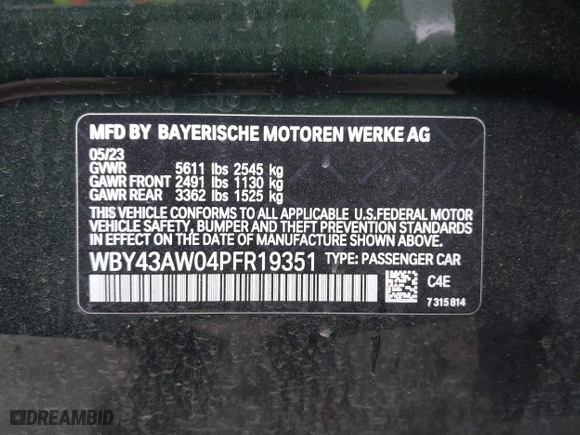 MFD BY BAYERISCHE MOTOREN WERKE AG
05/23
GVWR 5611 lbs 2545 kg
GAWR FRONT 2491 lbs 1130 kg
GAWR REAR 3362 lbs 1525 kg
THIS VEHICLE CONFORMS TO ALL APPLICABLE U.S.FEDERAL MOTOR
VEHICLE SAFETY, BUMPER AND THEFT PREVENTION STANDARDS
IN EFFECT ON THE DATE OF MANUFACTURE SHOWN ABOVE.
WBY43AW04PFR19351 TYPE: PASSENGER CAR
C4E
7 315 814
DREAMBID